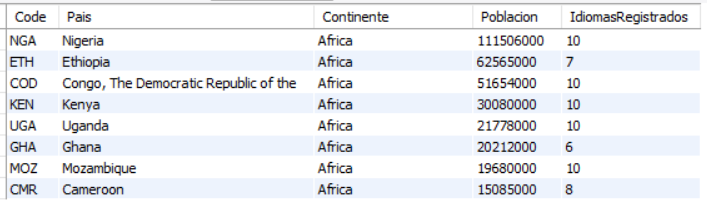 Code Pais Continente Poblacion IdiomasRegistrados
NGA Nigeria Africa 111506000 10
ETH Ethiopia Africa 62565000 7
COD Congo, The Democratic Republic of the Africa 51654000 10
KEN Kenya Africa 30080000 10
UGA Uganda Africa 21778000 10
GHA Ghana Africa 20212000 6
MOZ Mozambique Africa 19680000 10
CMR Cameroon Africa 15085000 8